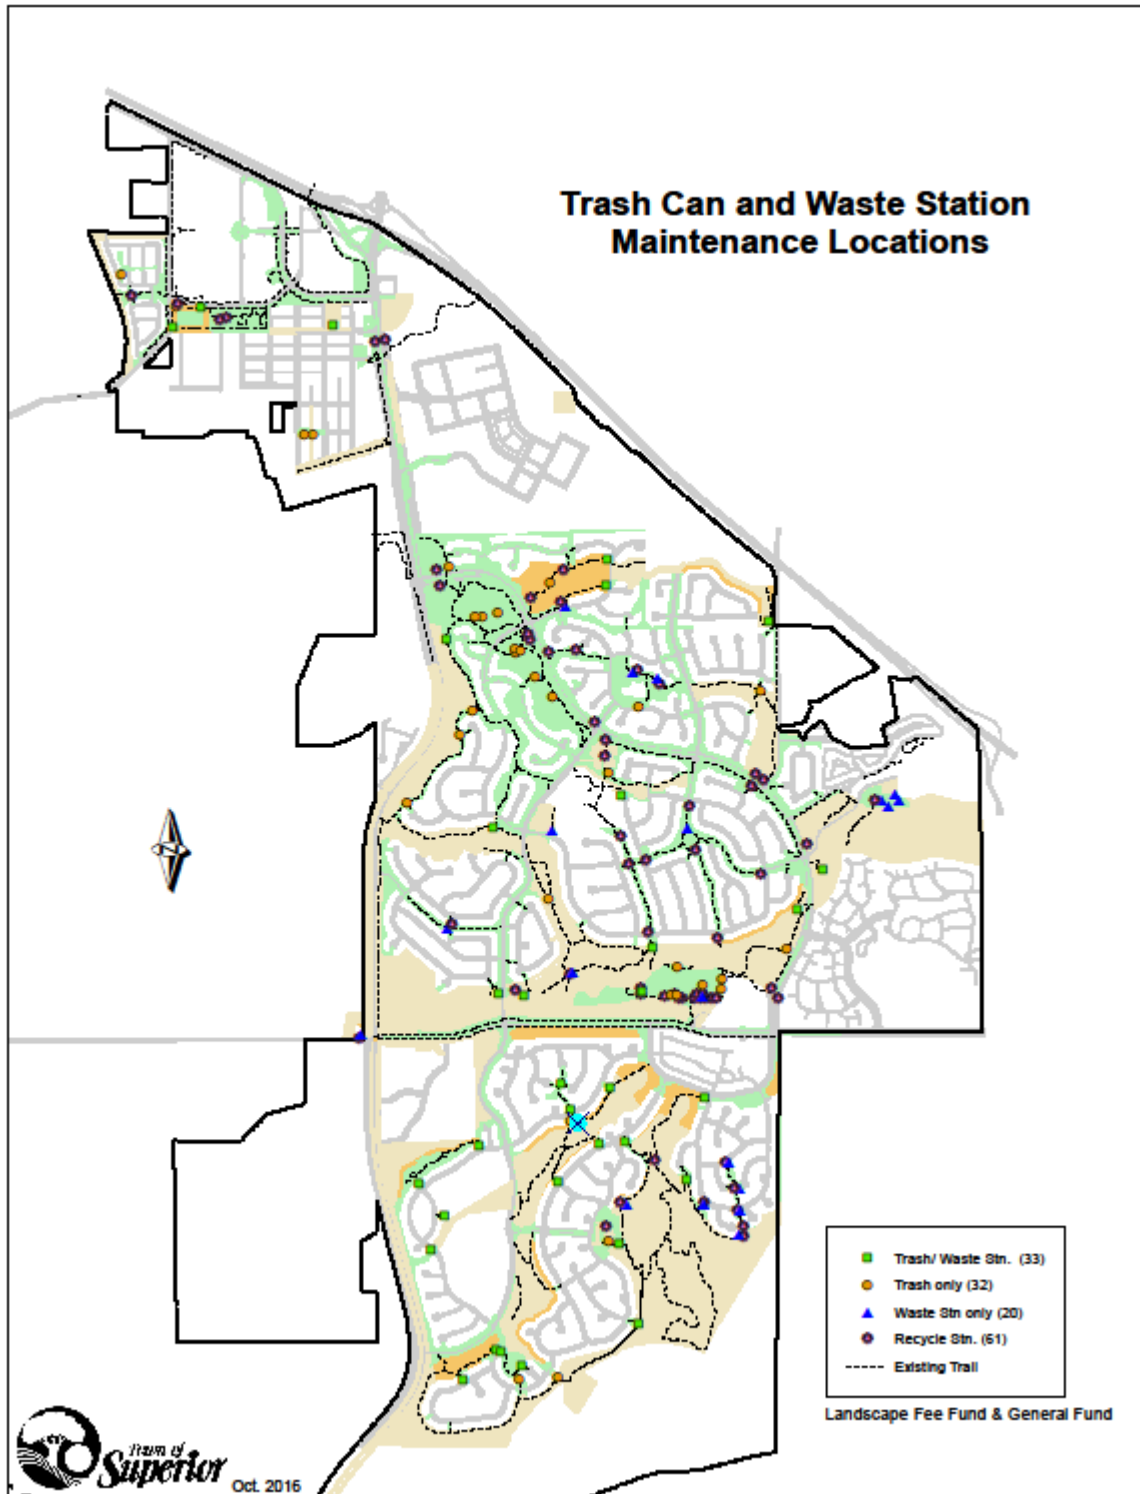 Trash Can and Waste Station
Maintenance Locations
N
Trash/ Waste Stn. (33)
Trash only (32)
Waste Stn only (20)
Recycle Stn. (61)
Existing Trail
Landscape Fee Fund & General Fund
Town of
Superior
Oct. 2016